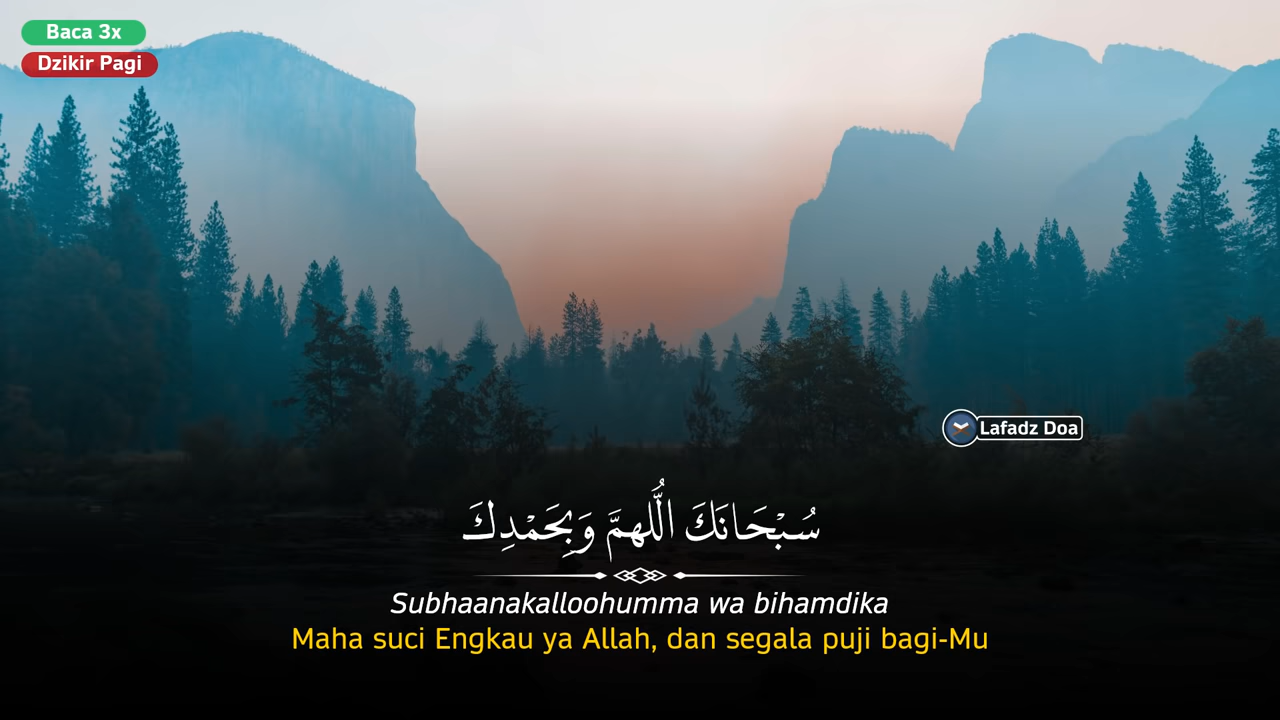 Baca 3x
Dzikir Pagi
Lafadz Doa
سُبْحَانَكَ اللَّهُمَّ وَبِحَمْدِكَ
Subhaanakalloohumma wa bihamdika
Maha suci Engkau ya Allah, dan segala puji bagi-Mu